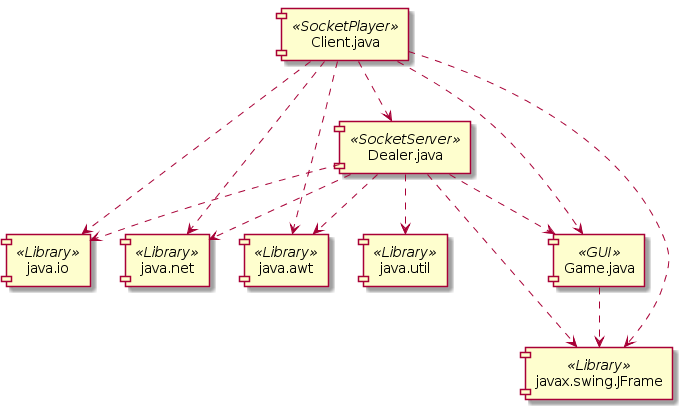 «SocketPlayer»
Client.java
«SocketServer»
Dealer.java
«Library»
java.io
«Library»
java.net
«Library»
java.awt
«Library»
java.util
«GUI»
Game.java
«Library»
javax.swing.JFrame